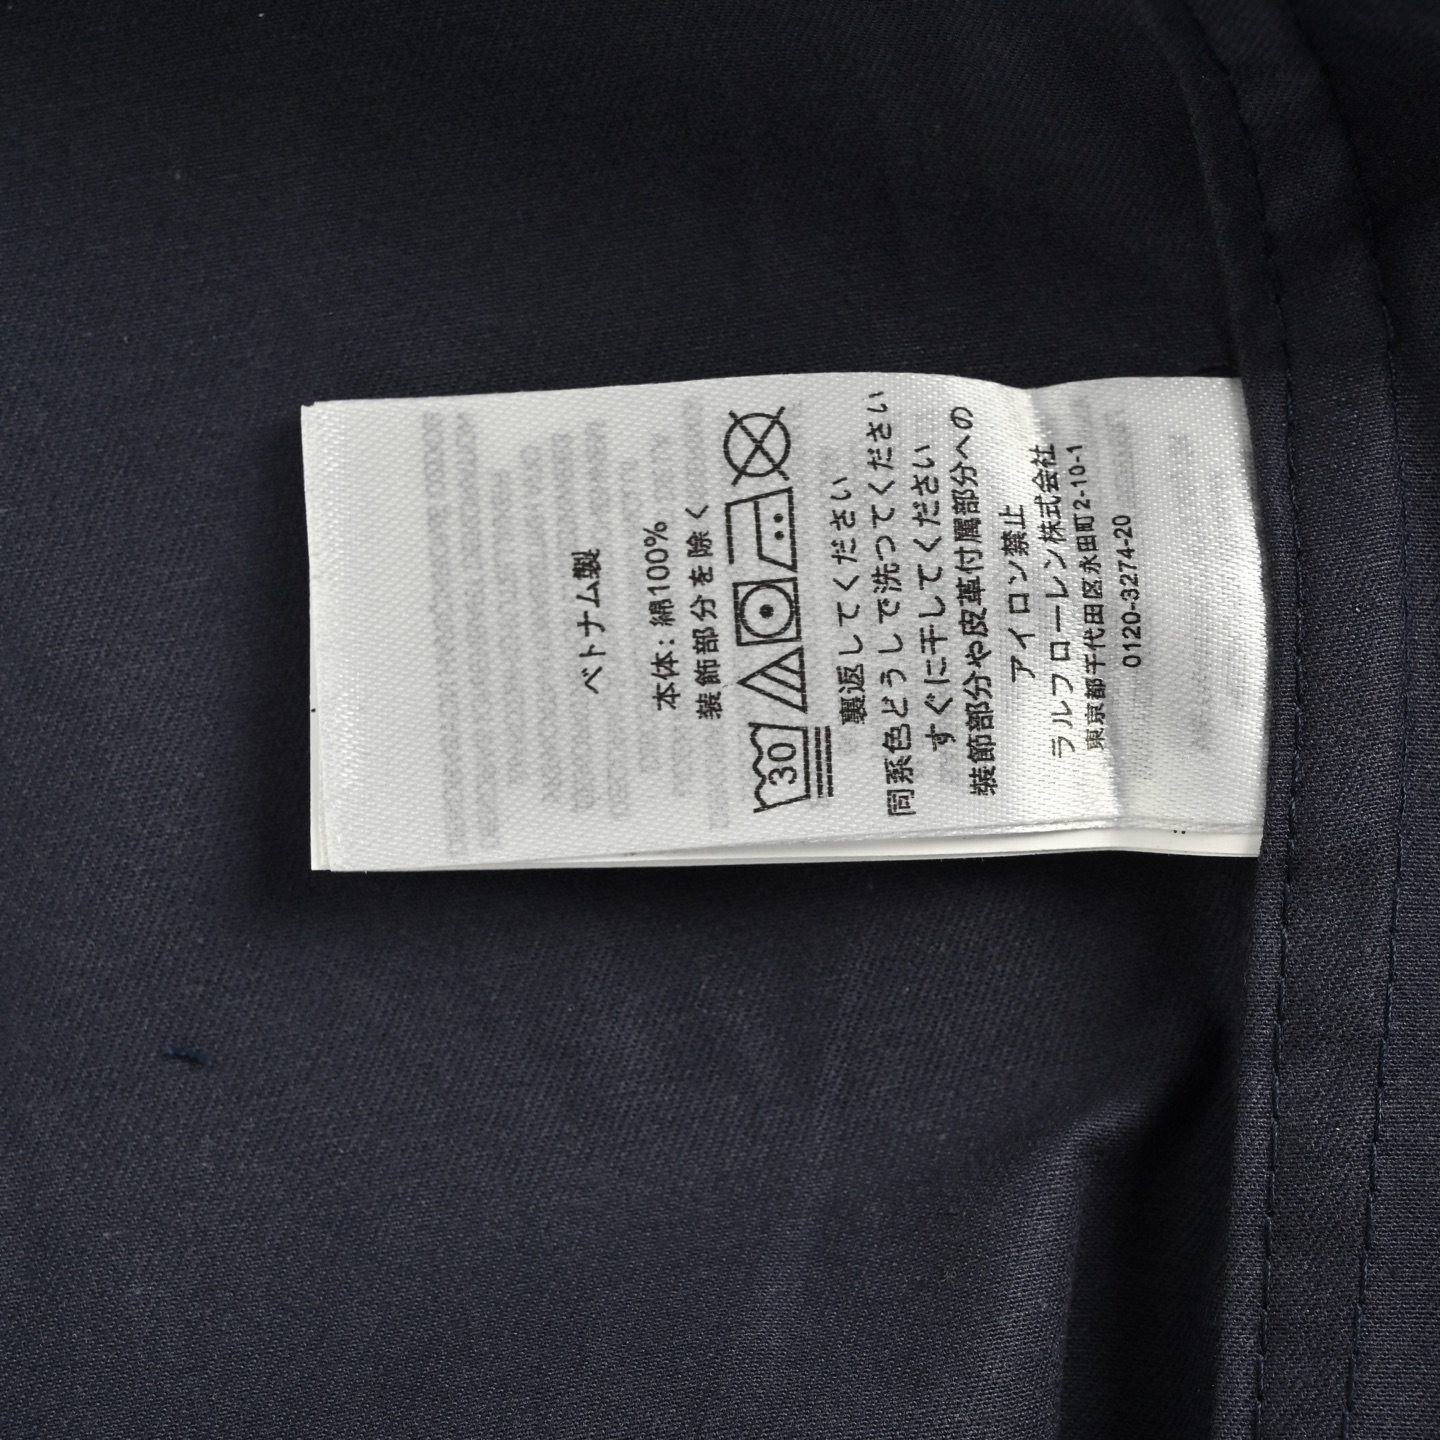 ベトナム製
本体: 綿100%
装飾部分を除く
30
裏返してください
同系色どうしで洗つてください
すぐに干してください
装飾部分や皮革付属部分への
アイロン禁止
ラルフローレン株式会社
東京都千代田区永田町2-10-1
0120-3274-20